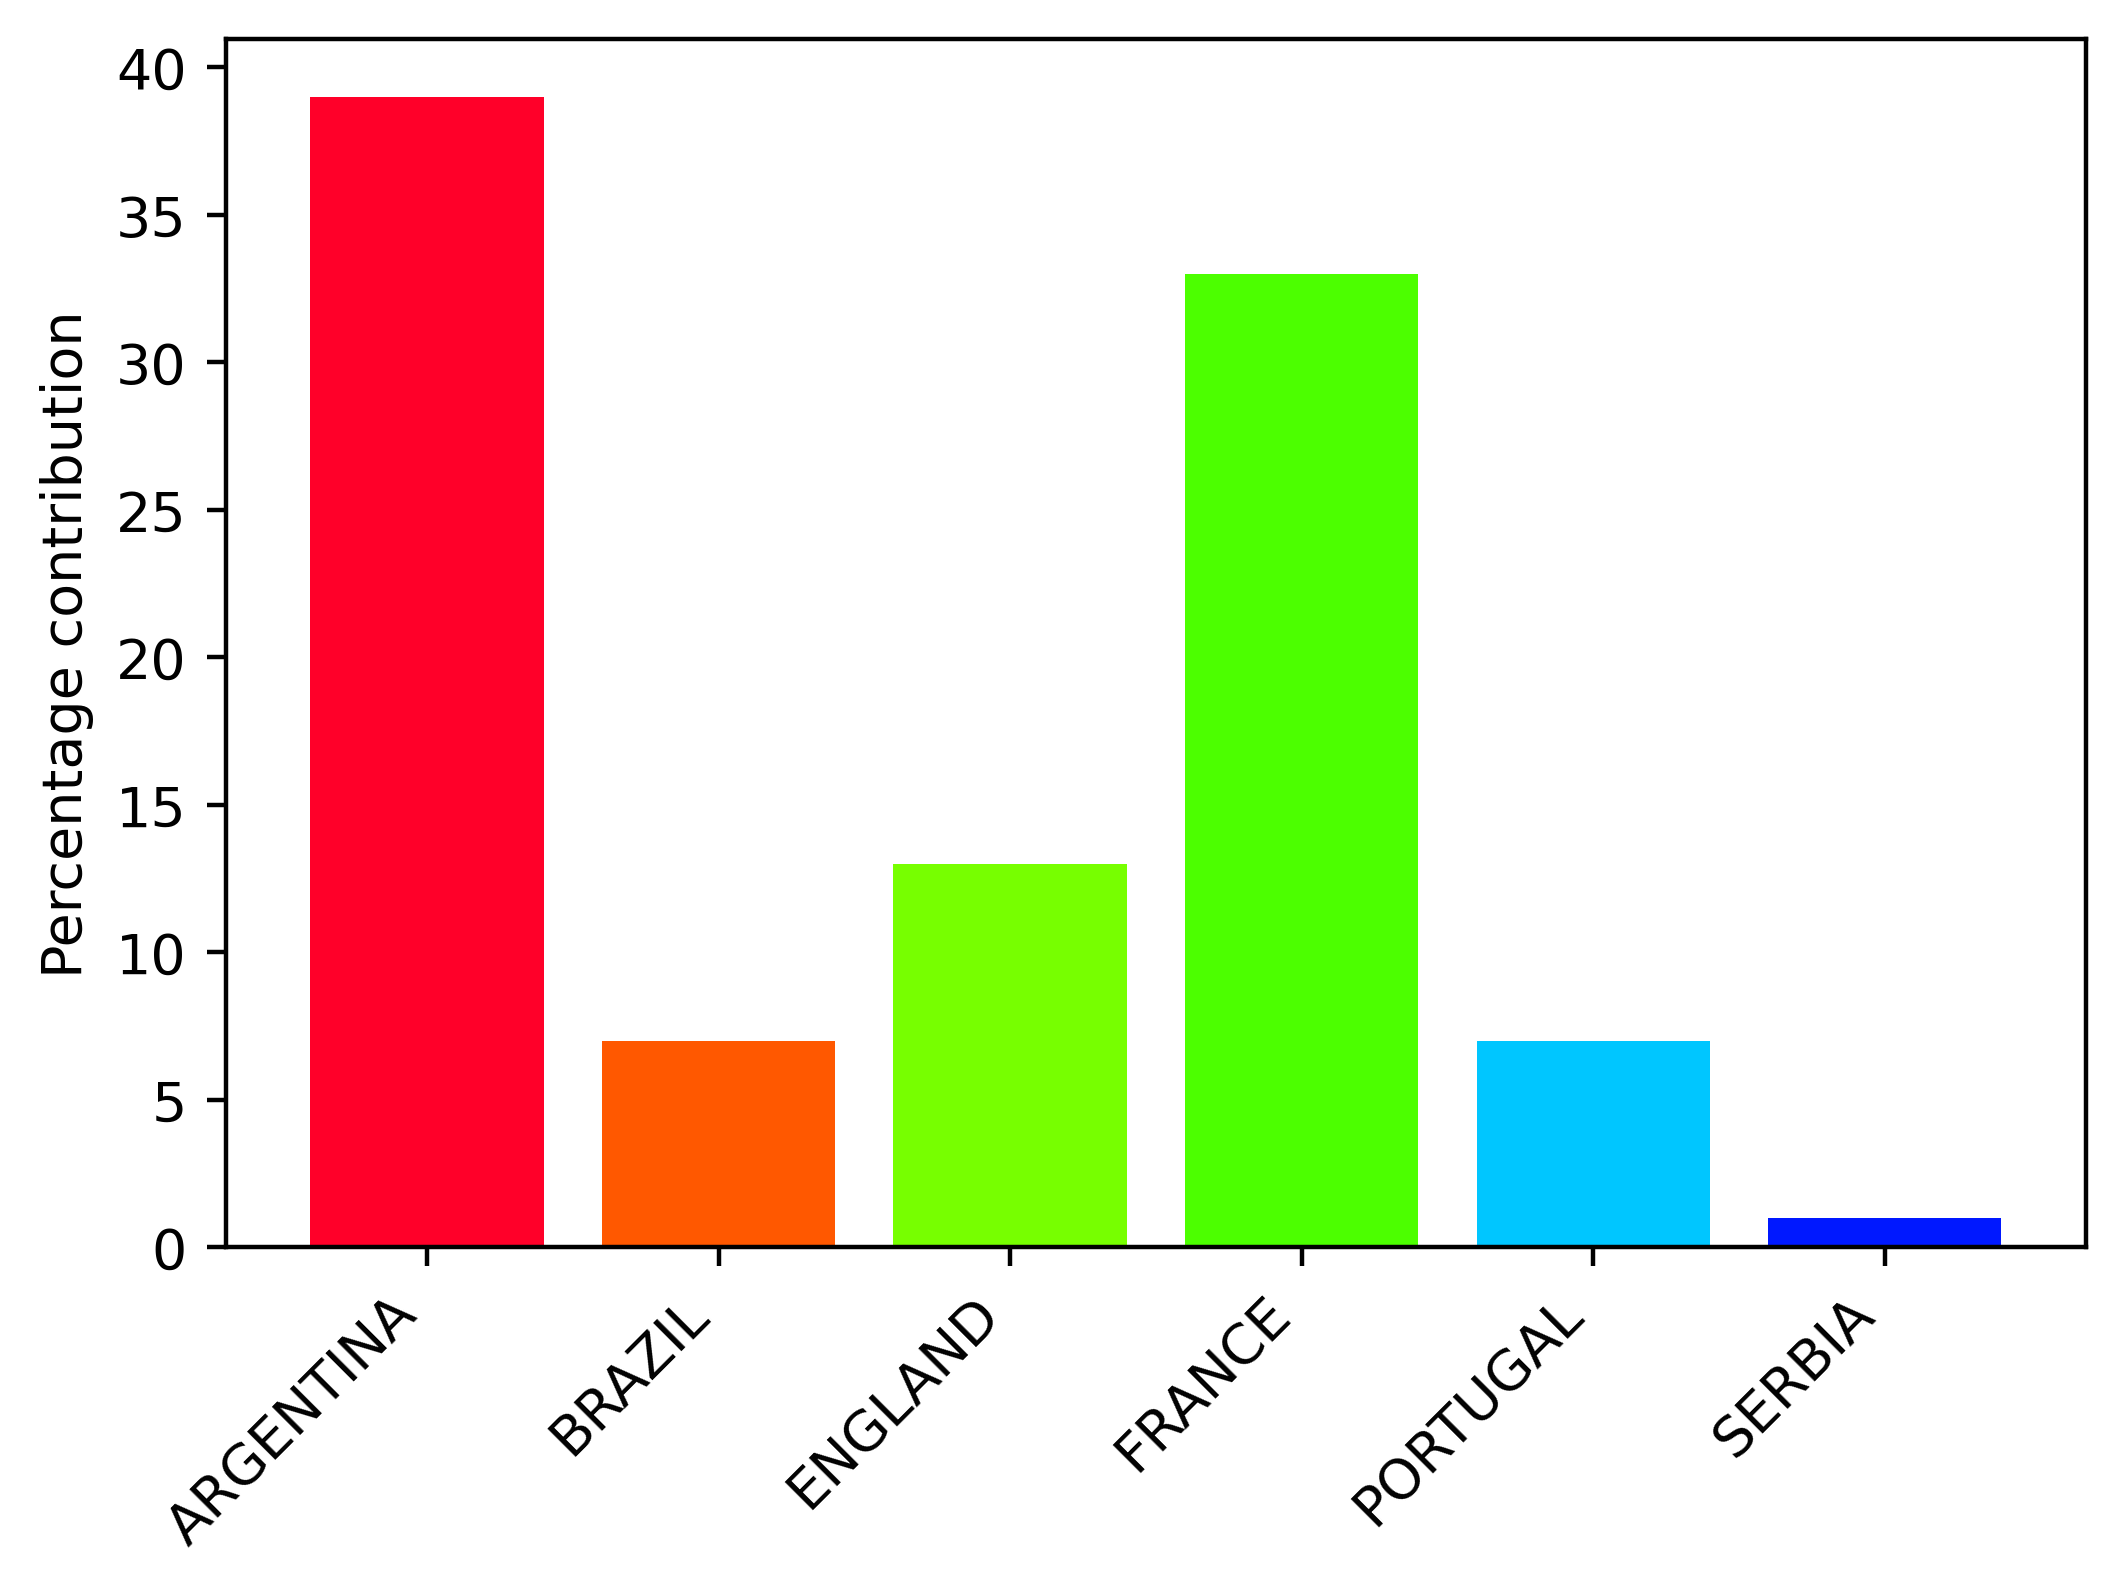 Percentage contribution
40
35
30
25
20
15
10
5
0
ARGENTINA
BRAZIL
ENGLAND
FRANCE
PORTUGAL
SERBIA